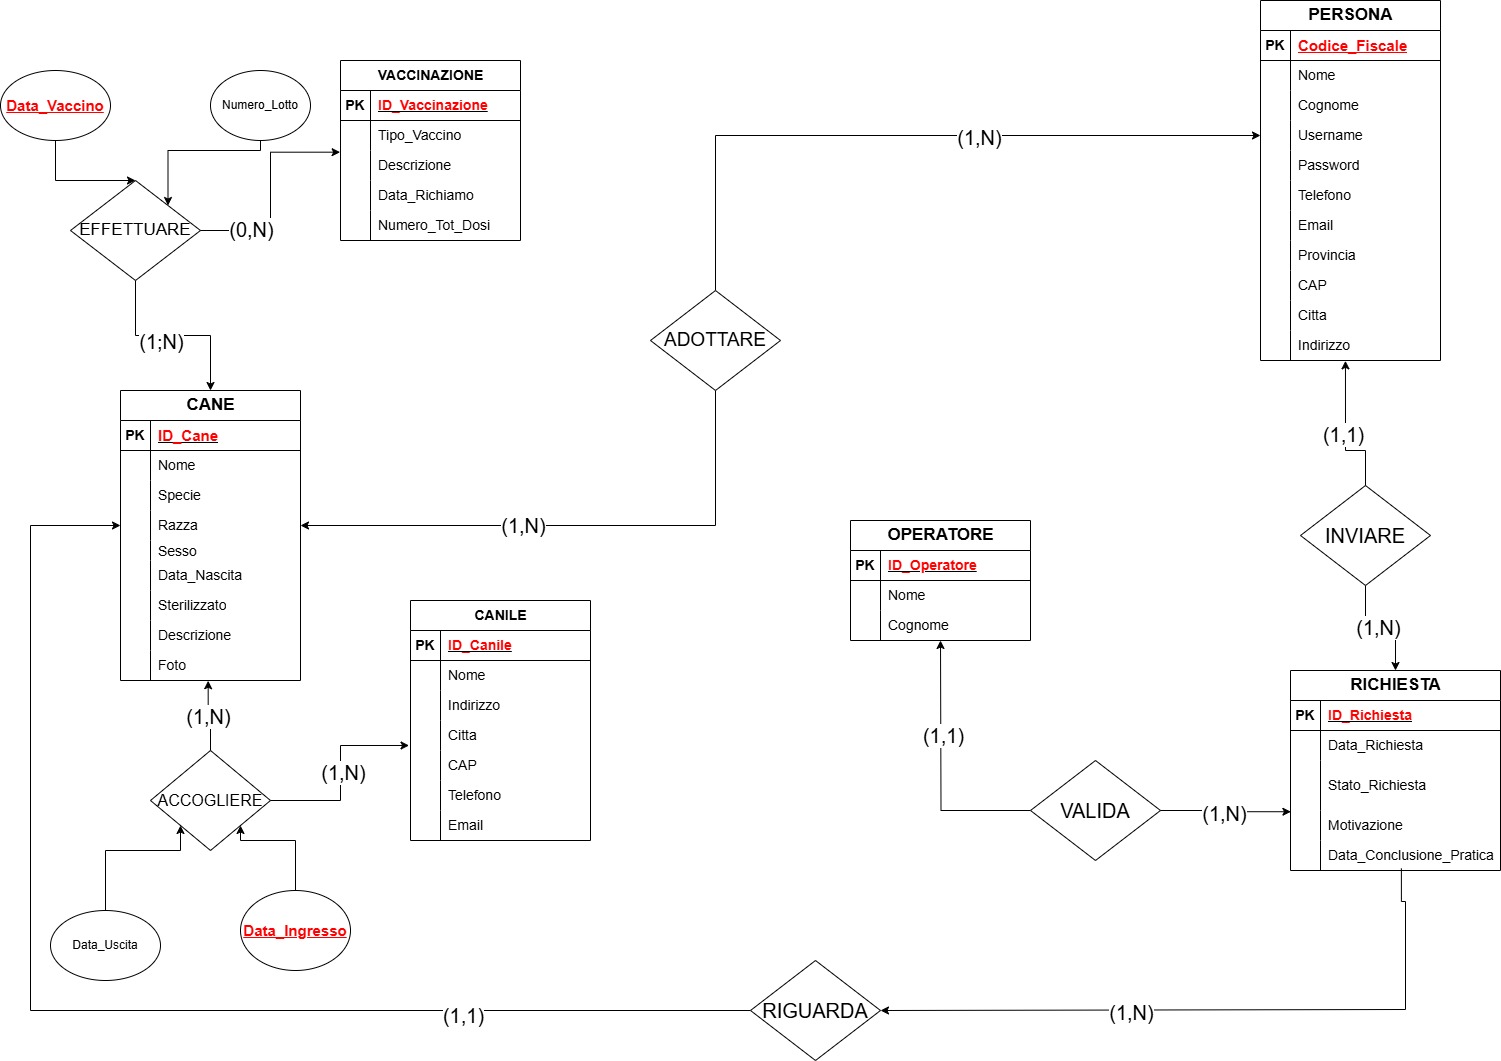 PERSONA
PK Codice_Fiscale
Nome
Cognome
Username
Password
Telefono
Email
Provincia
CAP
Citta
Indirizzo
VACCINAZIONE
PK ID_Vaccinazione
Tipo_Vaccino
Descrizione
Data_Richiamo
Numero_Tot_Dosi
Data_Vaccino
Numero_Lotto
EFFETTUARE
(0,N)
(1;N)
(1,N)
ADOTTARE
(1,N)
CANE
PK ID_Cane
Nome
Specie
Razza
Sesso
Data_Nascita
Sterilizzato
Descrizione
Foto
(1,1)
INVIARE
(1,N)
OPERATORE
PK ID_Operatore
Nome
Cognome
CANILE
PK ID_Canile
Nome
Indirizzo
Citta
CAP
Telefono
Email
RICHIESTA
PK ID_Richiesta
Data_Richiesta
Stato_Richiesta
Motivazione
Data_Conclusione_Pratica
(1,N)
(1,N)
ACCOGLIERE
(1,1)
VALIDA
(1,N)
Data_Uscita
Data_Ingresso
(1,1)
RIGUARDA
(1,N)